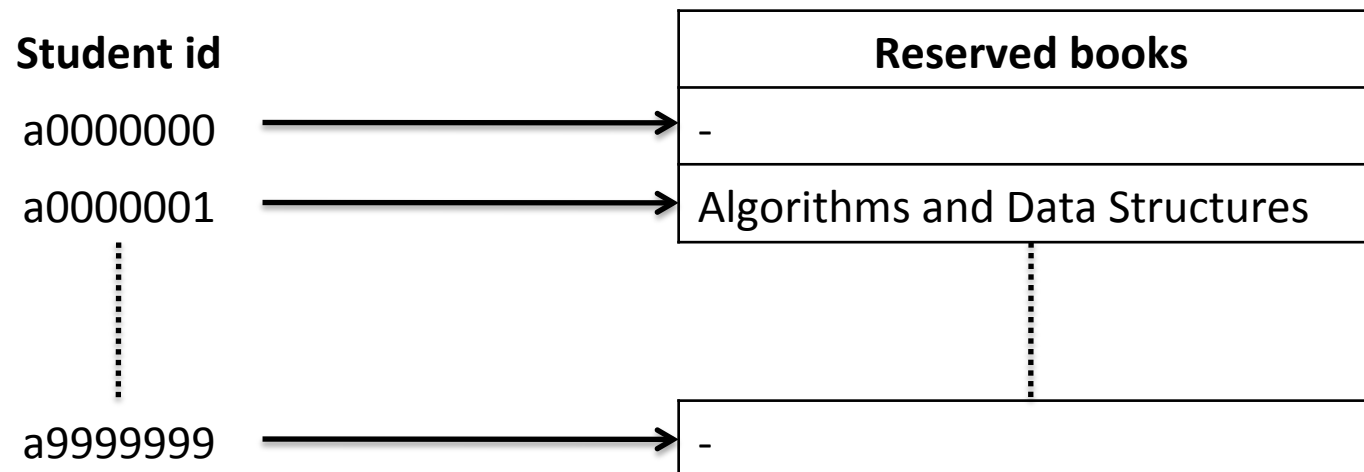 Student id
Reserved books
a0000000
-
a0000001
Algorithms and Data Structures
a9999999
-